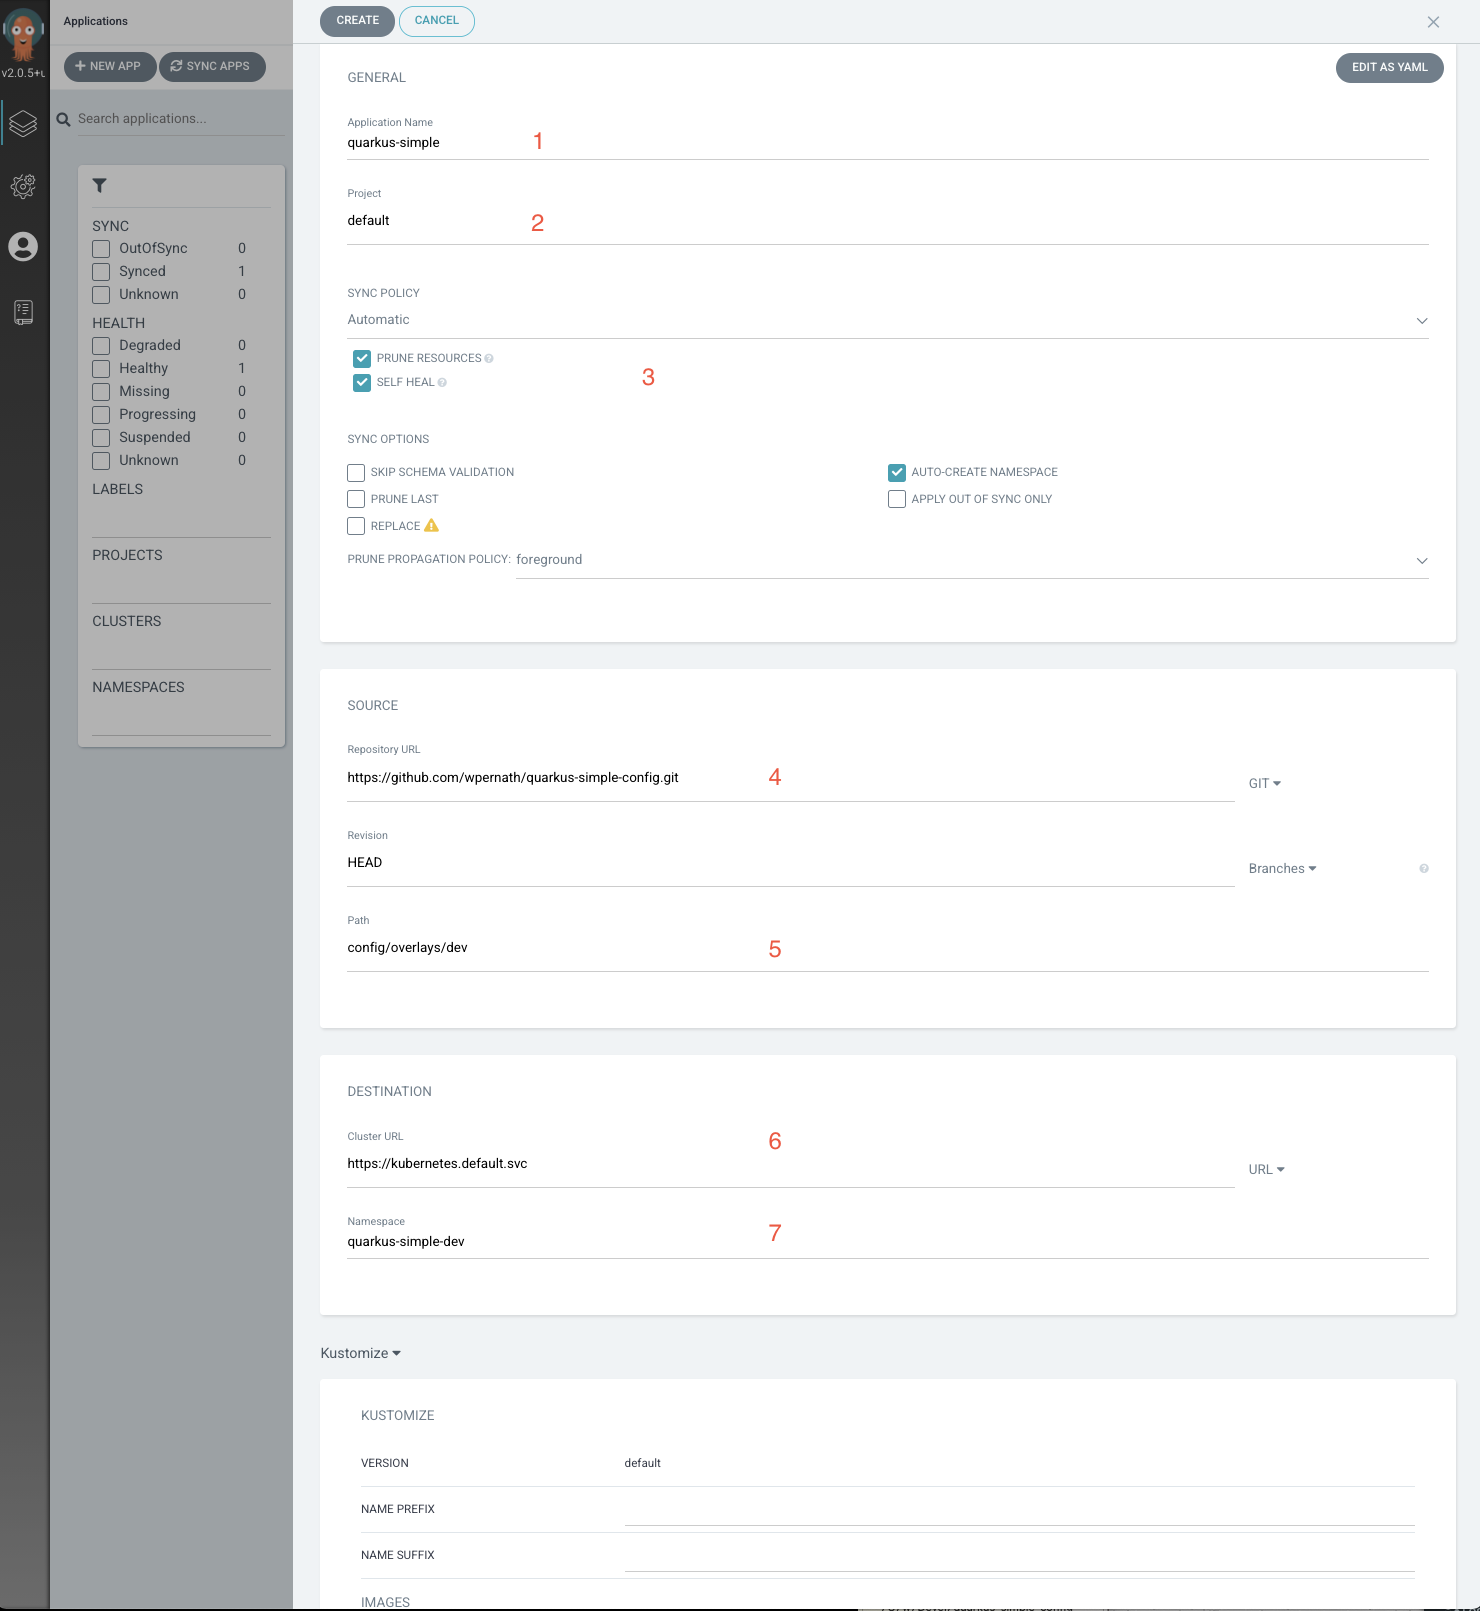 Applications
CREATE
CANCEL
v2.0.5+
NEW APP
SYNC APPS
Search applications...
SYNC
OutOfSync 0
Synced 1
Unknown 0
HEALTH
Degraded 0
Healthy 1
Missing 0
Progressing 0
Suspended 0
Unknown 0
LABELS
PROJECTS
CLUSTERS
NAMESPACES
GENERAL
EDIT AS YAML
Application Name
quarkus-simple 1
Project
default 2
SYNC POLICY
Automatic
PRUNE RESOURCES
SELF HEAL
3
SYNC OPTIONS
SKIP SCHEMA VALIDATION
AUTO-CREATE NAMESPACE
PRUNE LAST
APPLY OUT OF SYNC ONLY
REPLACE
PRUNE PROPAGATION POLICY: foreground
SOURCE
Repository URL
https://github.com/wpernath/quarkus-simple-config.git 4
GIT
Revision
HEAD
Branches
Path
config/overlays/dev 5
DESTINATION
Cluster URL
6
https://kubernetes.default.svc
URL
Namespace
quarkus-simple-dev 7
Kustomize
KUSTOMIZE
VERSION default
NAME PREFIX
NAME SUFFIX
IMAGES